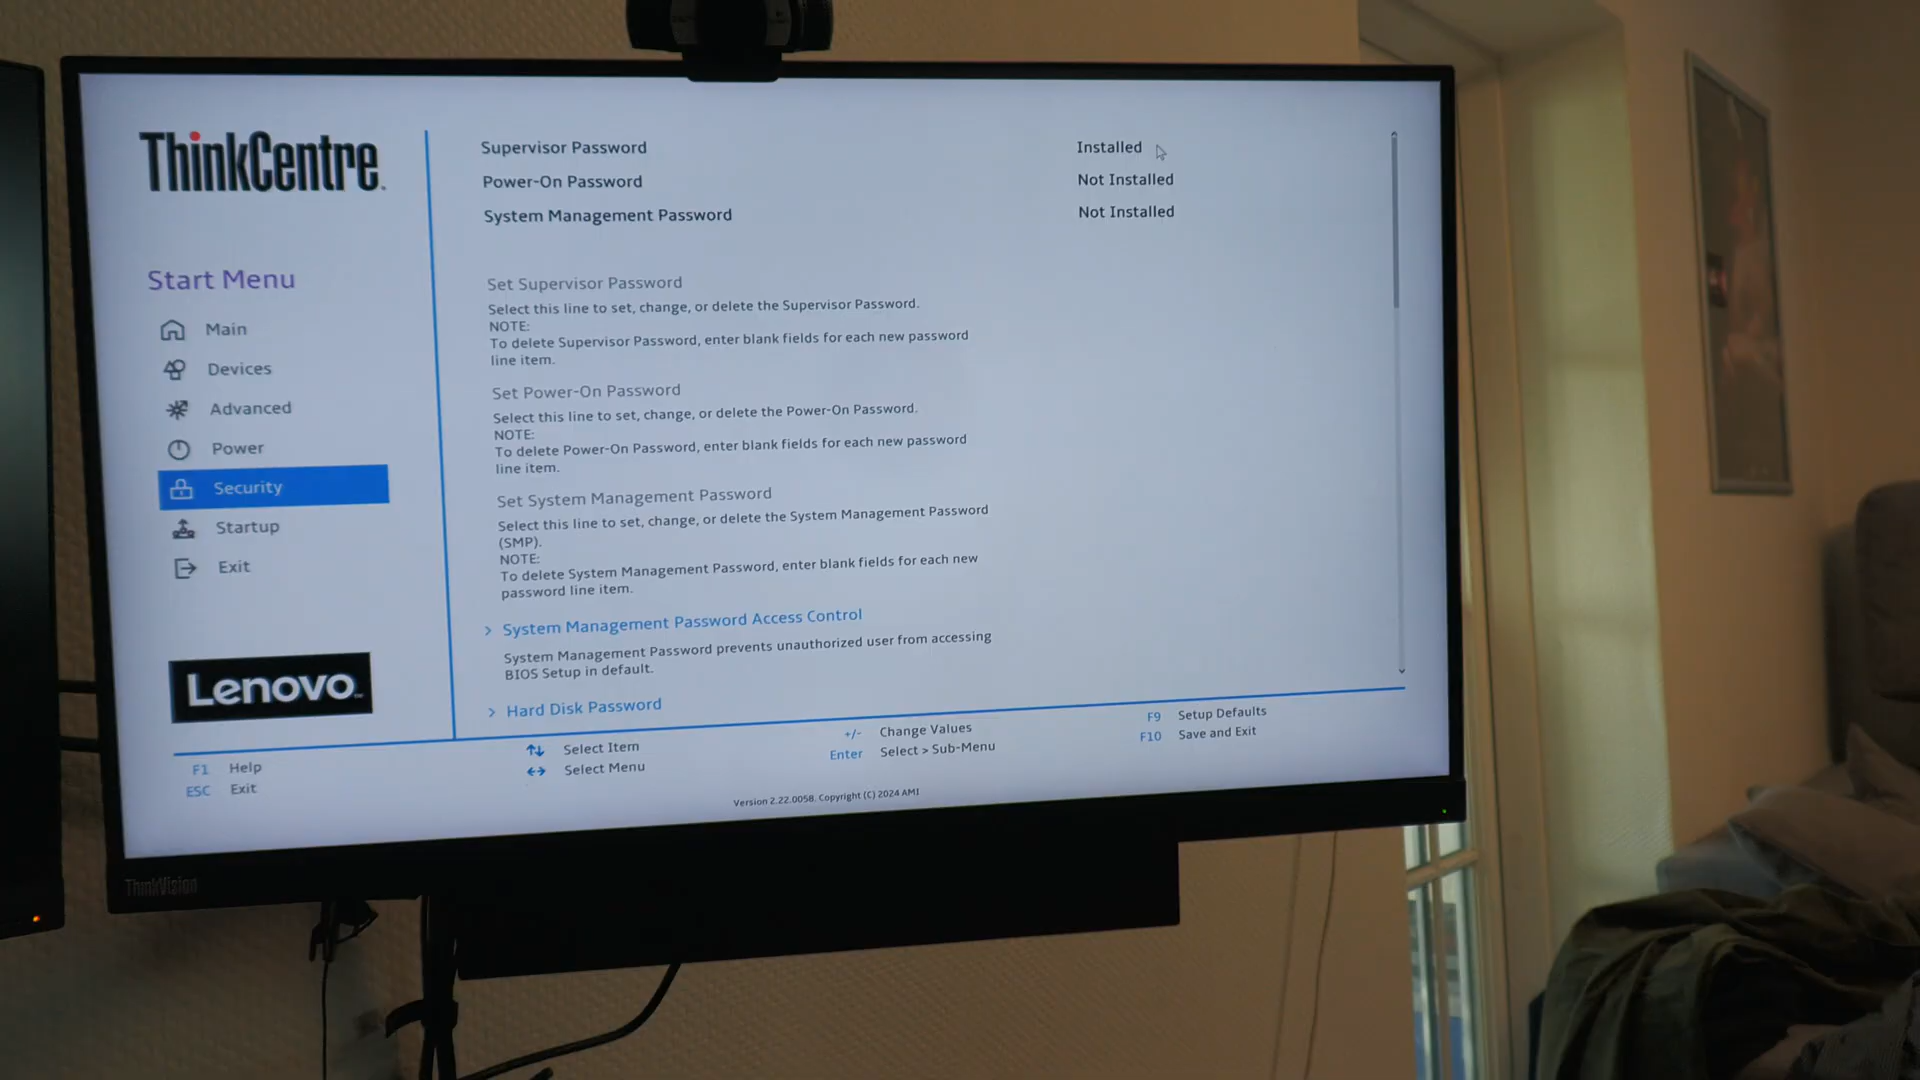 ThinkCentre
Start Menu
Main
Devices
Advanced
Power
Security
Startup
Exit
Lenovo
Supervisor Password Installed
Power-On Password Not Installed
System Management Password Not Installed
Set Supervisor Password
Select this line to set, change, or delete the Supervisor Password.
NOTE:
To delete Supervisor Password, enter blank fields for each new password
line item.
Set Power-On Password
Select this line to set, change, or delete the Power-On Password.
NOTE:
To delete Power-On Password, enter blank fields for each new password
line item.
Set System Management Password
Select this line to set, change, or delete the System Management Password
(SMP).
NOTE:
To delete System Management Password, enter blank fields for each new
password line item.
> System Management Password Access Control
System Management Password prevents unauthorized user from accessing
BIOS Setup in default.
> Hard Disk Password
F1 Help
ESC Exit
↑↓ Select Item
↔ Select Menu
+/- Change Values
Enter Select > Sub-Menu
F9 Setup Defaults
F10 Save and Exit
Version 2.22.0058. Copyright (C) 2024 AMI
ThinkVision